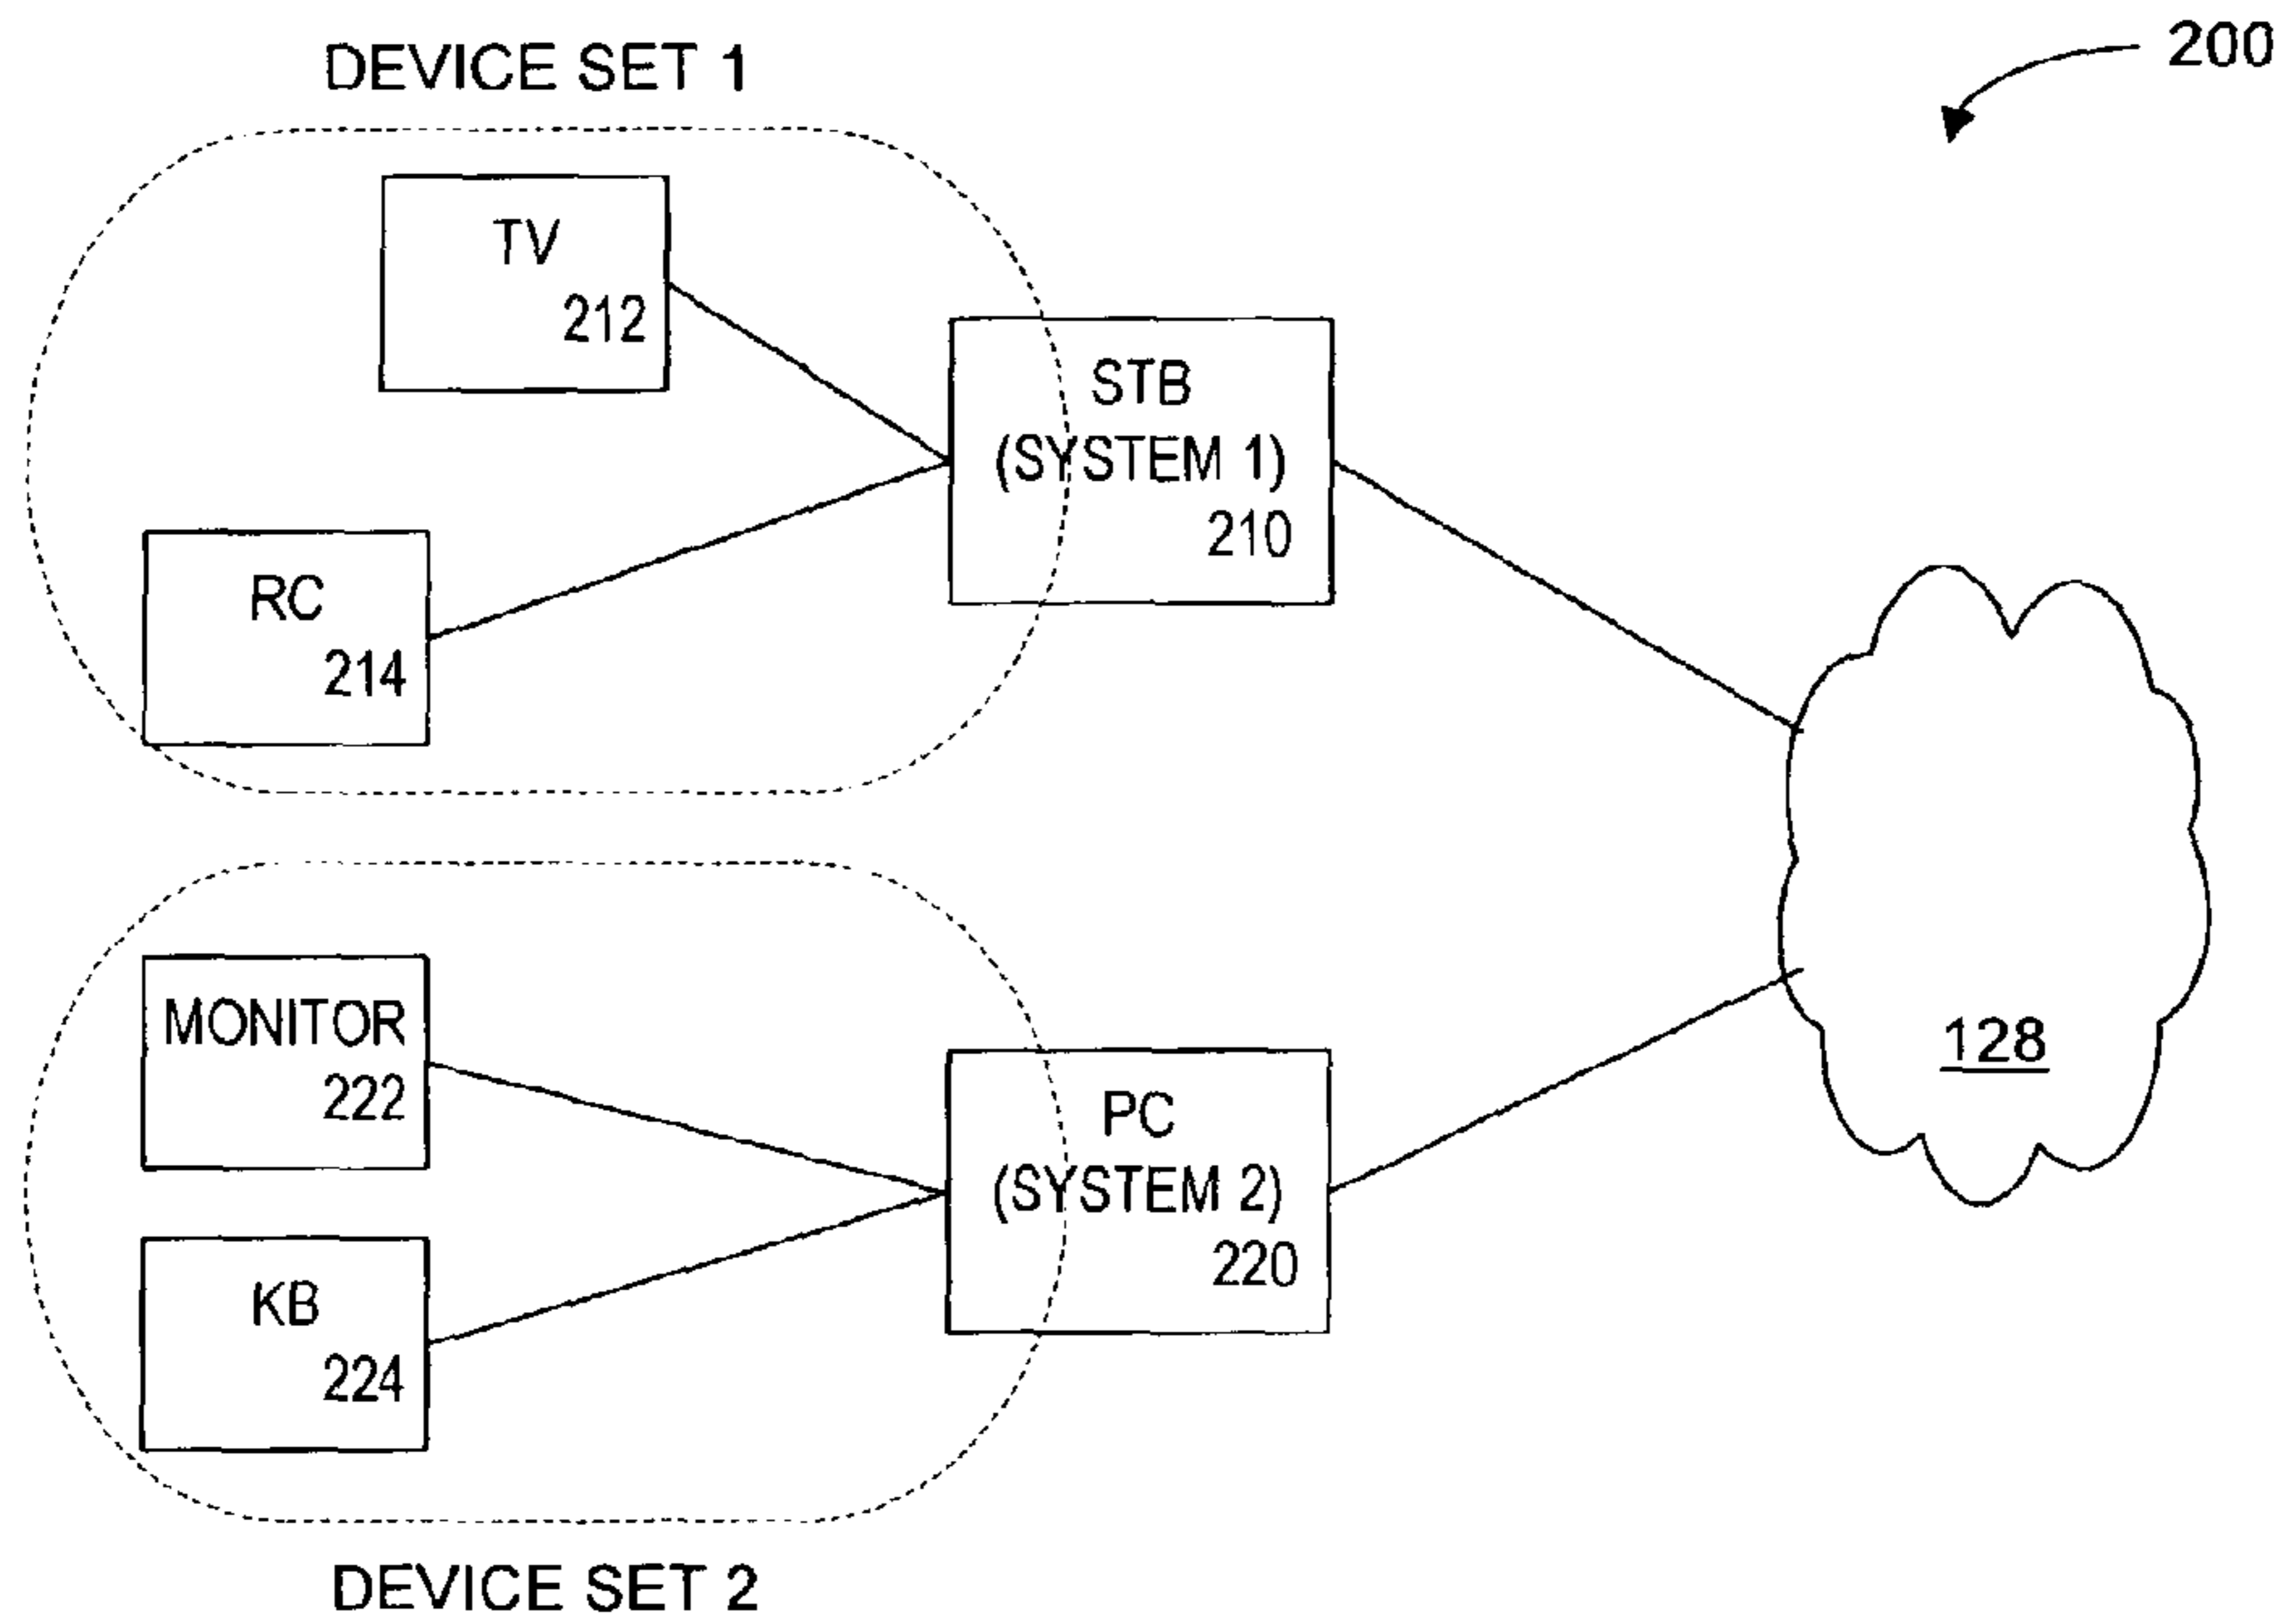 DEVICE SET 1
200
TV
212
STB
(SYSTEM 1)
210
RC
214
MONITOR
222
PC
(SYSTEM 2)
220
128
KB
224
DEVICE SET 2